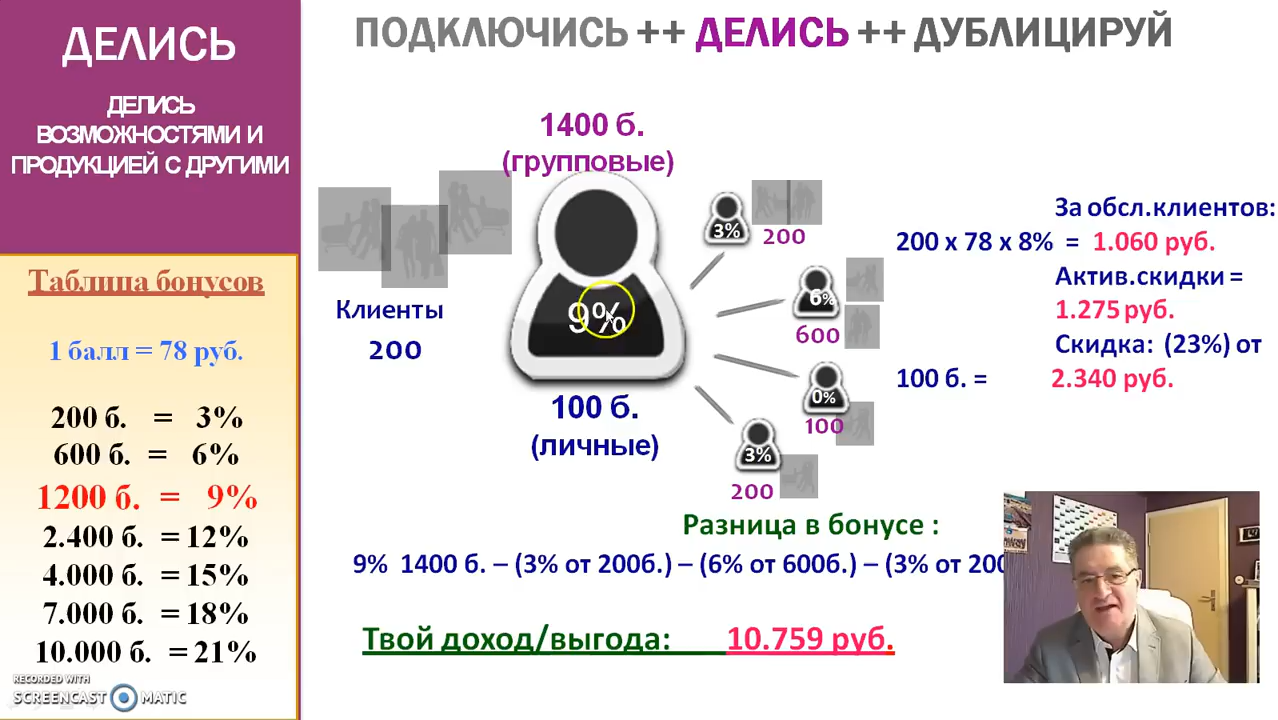 ДЕЛИСЬ
ДЕЛИСЬ
ВОЗМОЖНОСТЯМИ И
ПРОДУКЦИЕЙ С ДРУГИМИ
Таблица бонусов
1 балл = 78 руб.
200 б. = 3%
600 б. = 6%
1200 б. = 9%
2.400 б. = 12%
4.000 б. = 15%
7.000 б. = 18%
10.000 б. = 21%
RECORDED WITH
SCREENCAST MATIC
ПОДКЛЮЧИСЬ ++ ДЕЛИСЬ ++ ДУБЛИЦИРУЙ
1400 б.
(групповые)
Клиенты
200
9%
100 б.
(личные)
3%
200
6%
600
0%
100
3%
200
За обсл.клиентов:
200 х 78 х 8% = 1.060 руб.
Актив.скидки =
1.275 руб.
Скидка: (23%) от
100 б. = 2.340 руб.
Разница в бонусе :
9% 1400 б. – (3% от 200б.) – (6% от 600б.) – (3% от 200
Твой доход/выгода: 10.759 руб.